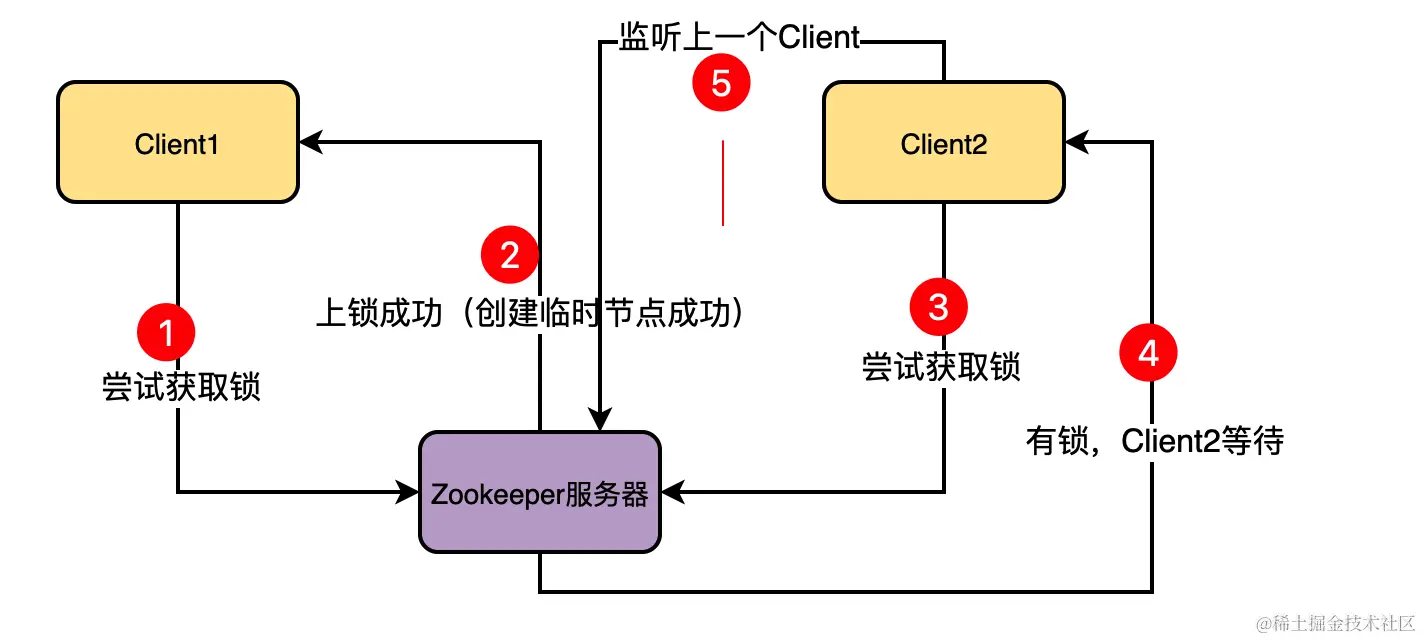 监听上一个Client
5
Client1
Client2
2
上锁成功（创建临时节点成功）
1
尝试获取锁
3
尝试获取锁
4
有锁，Client2等待
Zookeeper服务器
@稀土掘金技术社区